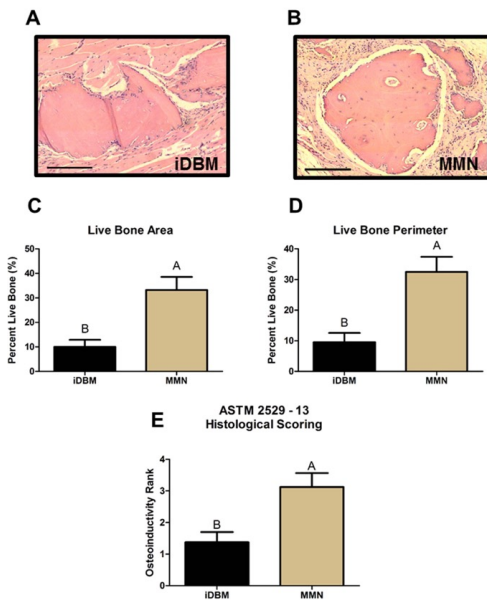 A
B
iDBM
MMN
C
D
Live Bone Area
Live Bone Perimeter
Percent Live Bone (%)
50
40
30
20
10
0
B
A
iDBM
MMN
Percent Live Bone (%)
40
30
20
10
0
B
A
iDBM
MMN
E
ASTM 2529 - 13
Histological Scoring
Osteoinductivity Rank
4
3
2
1
0
B
A
iDBM
MMN